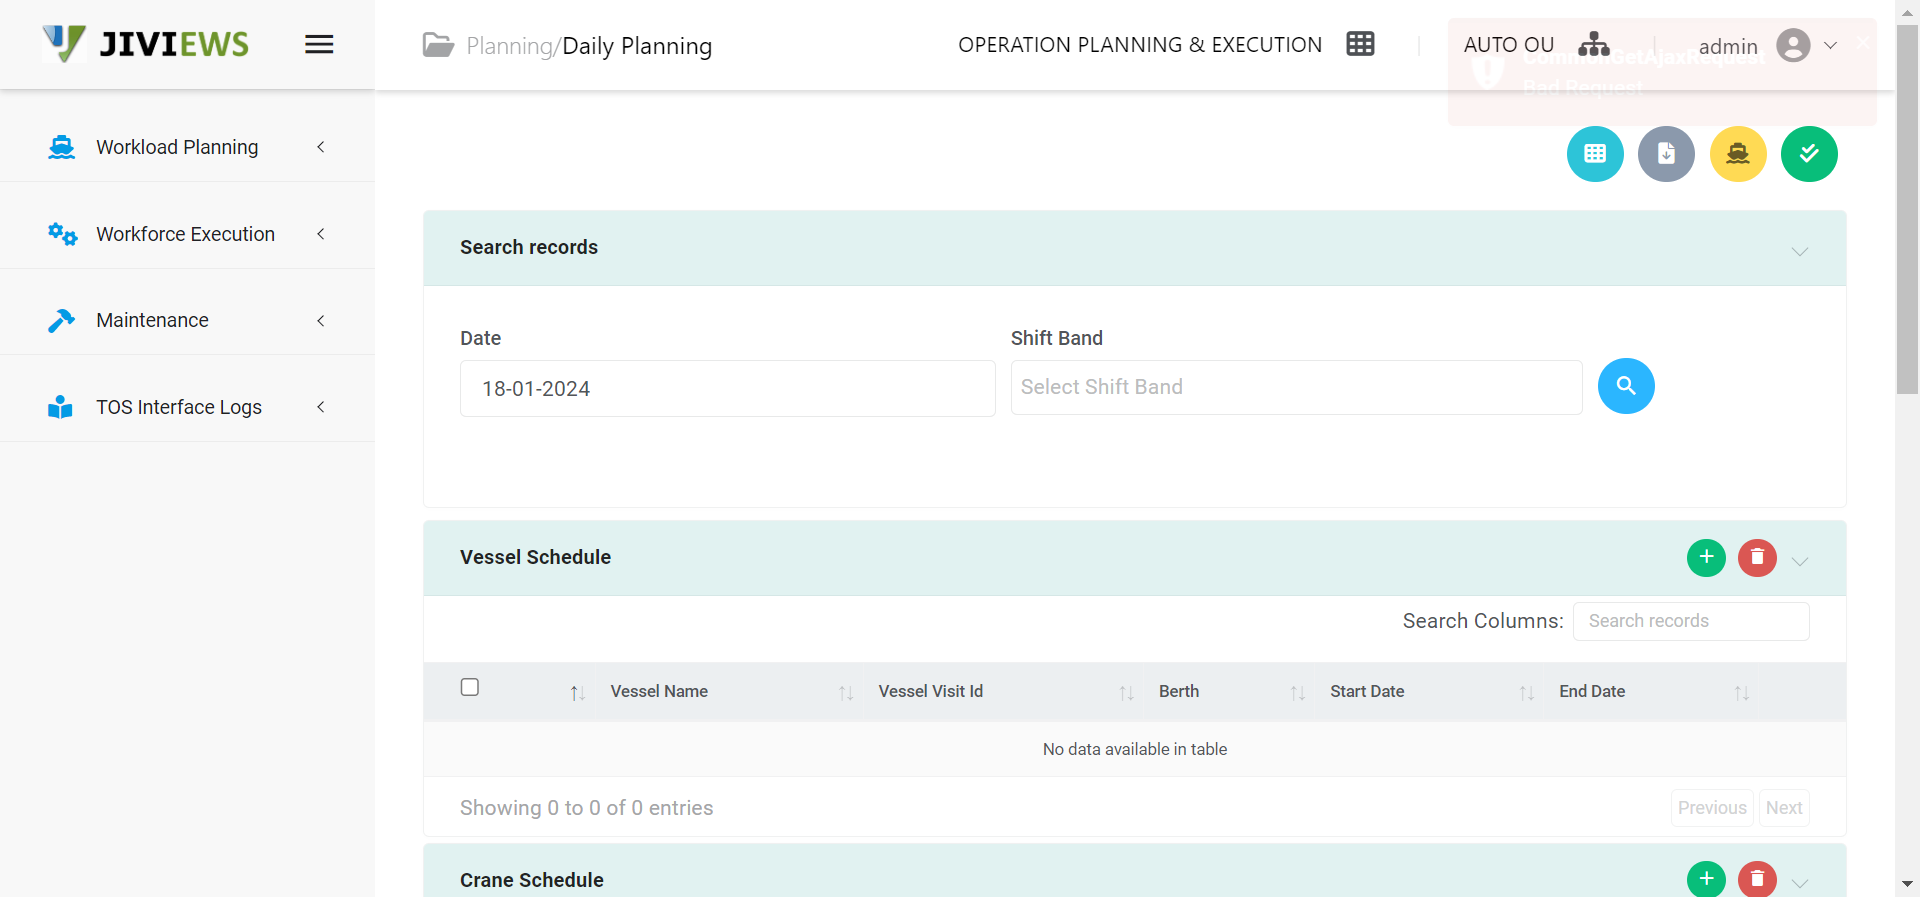 JIVIEWS
Planning/Daily Planning
OPERATION PLANNING & EXECUTION
AUTO OU
admin
CommonGetAjaxRequest
Bad Request
Workload Planning
Workforce Execution
Maintenance
TOS Interface Logs
Search records
Date
Shift Band
18-01-2024
Select Shift Band
Vessel Schedule
Search Columns:
Search records
Vessel Name
Vessel Visit Id
Berth
Start Date
End Date
No data available in table
Showing 0 to 0 of 0 entries
Previous
Next
Crane Schedule